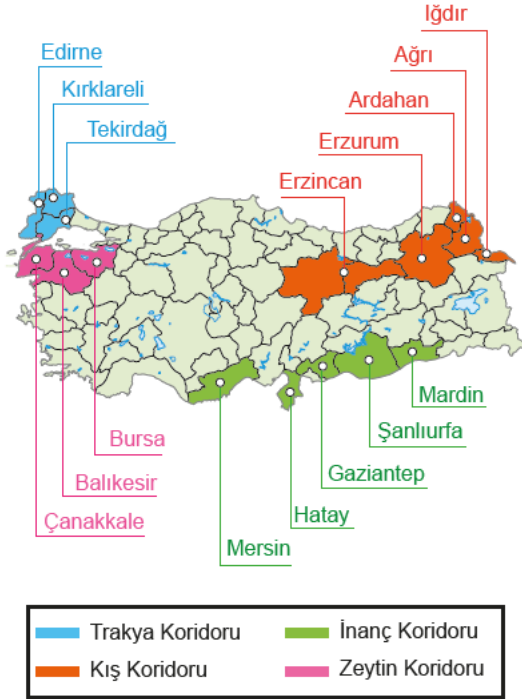 Iğdır
Edirne
Ağrı
Kırklareli
Ardahan
Tekirdağ
Erzurum
Erzincan
Mardin
Bursa
Şanlıurfa
Balıkesir
Gaziantep
Çanakkale
Hatay
Mersin
Trakya Koridoru
İnanç Koridoru
Kış Koridoru
Zeytin Koridoru